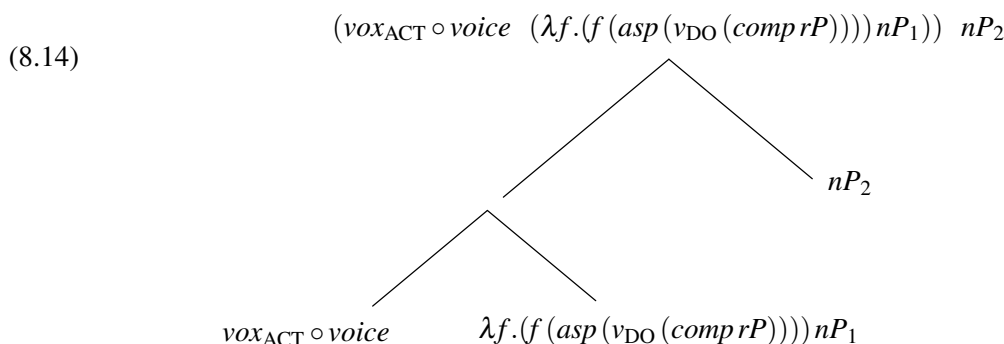 (vox_ACT ∘ voice (λf.(f (asp (v_DO (comp rP)))) nP_1)) nP_2
(8.14)
nP_2
vox_ACT ∘ voice λf.(f (asp (v_DO (comp rP)))) nP_1